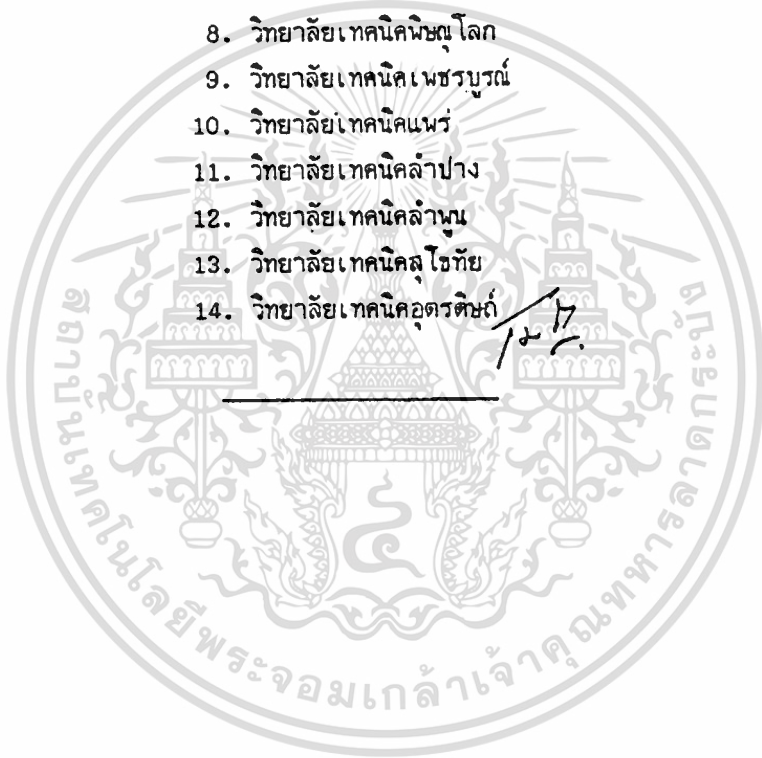 8. วิทยาลัยเทคนิคพิษณุโลก
9. วิทยาลัยเทคนิคเพชรบูรณ์
10. วิทยาลัยเทคนิคแพร่
11. วิทยาลัยเทคนิคลำปาง
12. วิทยาลัยเทคนิคลำพูน
13. วิทยาลัยเทคนิคสุโขทัย
14. วิทยาลัยเทคนิคอุตรดิษถ์
สถาบันเทคโนโลยีพระจอมเกล้าเจ้าคุณทหารลาดกระบัง